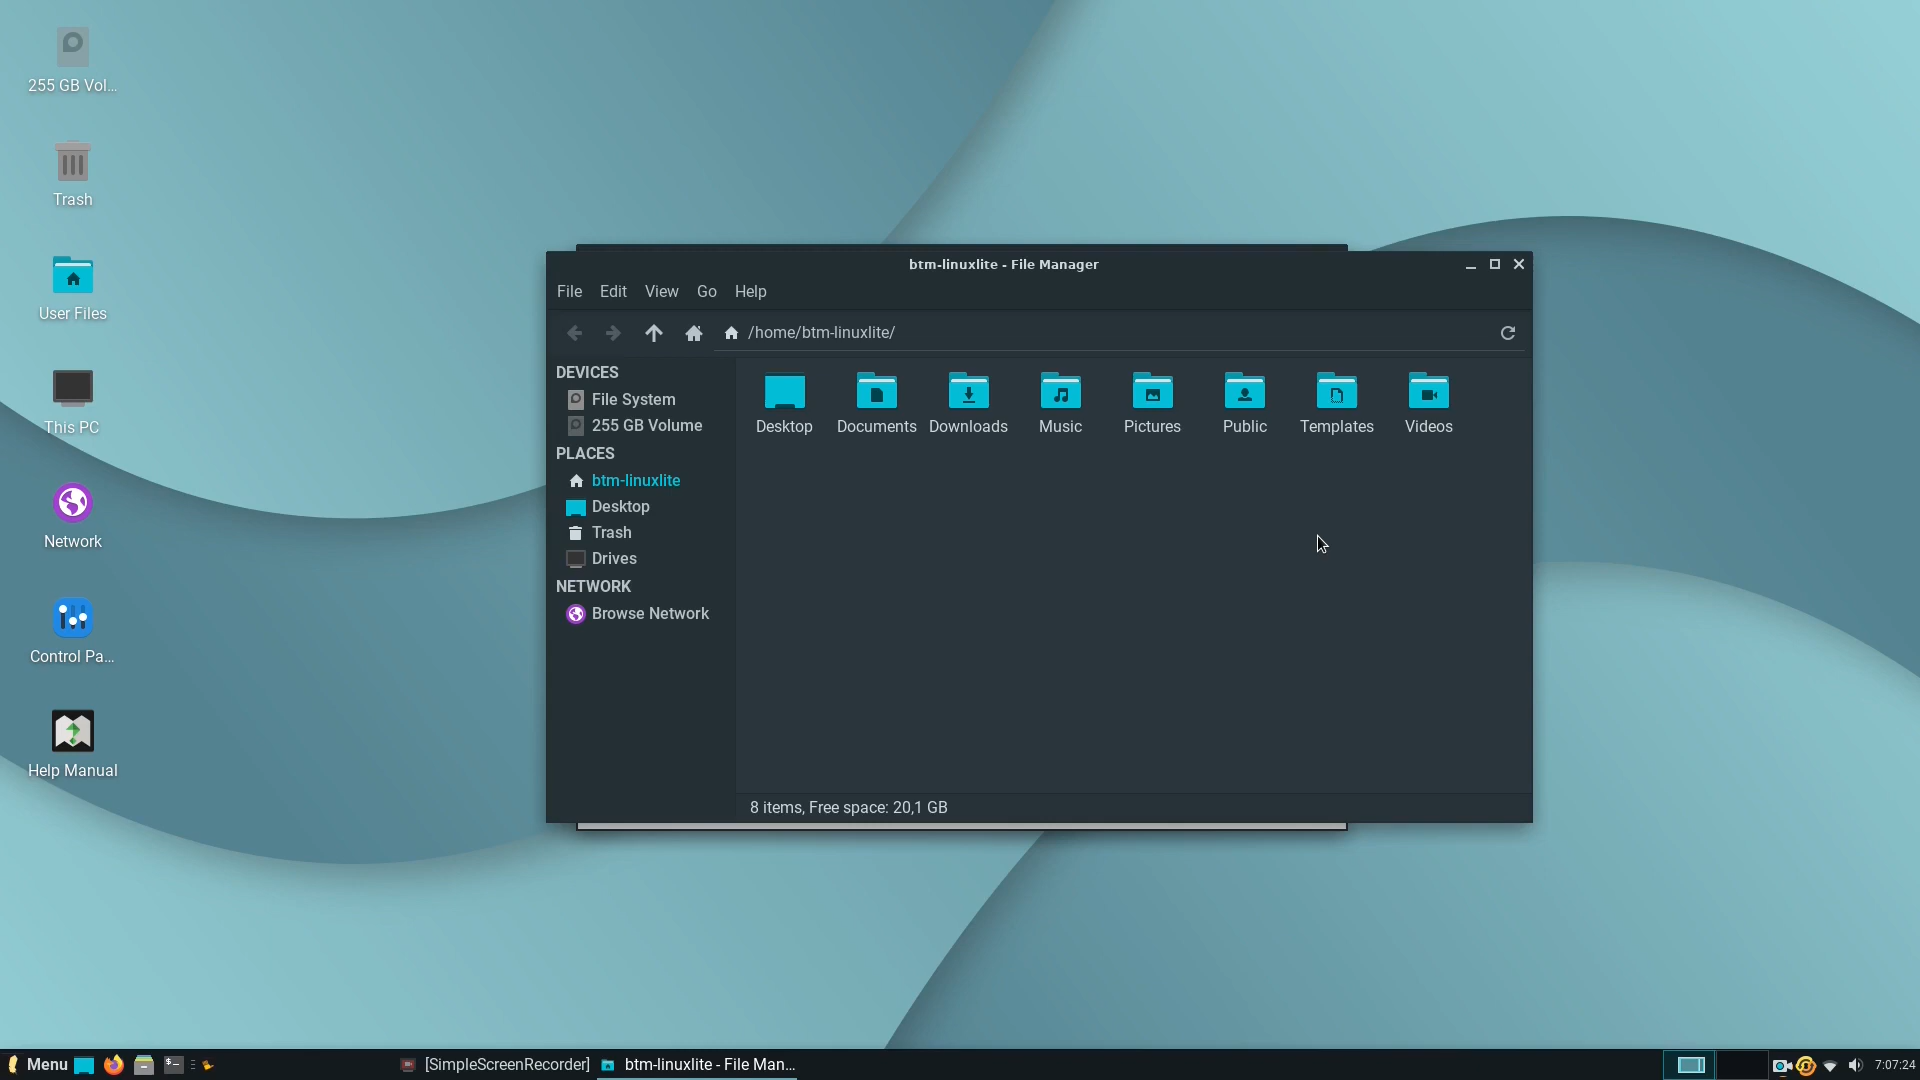 255 GB Vol...
Trash
User Files
This PC
Network
Control Pa...
Help Manual
btm-linuxlite - File Manager
File Edit View Go Help
/home/btm-linuxlite/
DEVICES
File System
255 GB Volume
PLACES
btm-linuxlite
Desktop
Trash
Drives
NETWORK
Browse Network
Desktop Documents Downloads Music Pictures Public Templates Videos
8 items, Free space: 20,1 GB
Menu [SimpleScreenRecorder] btm-linuxlite - File Man... 7:07:24